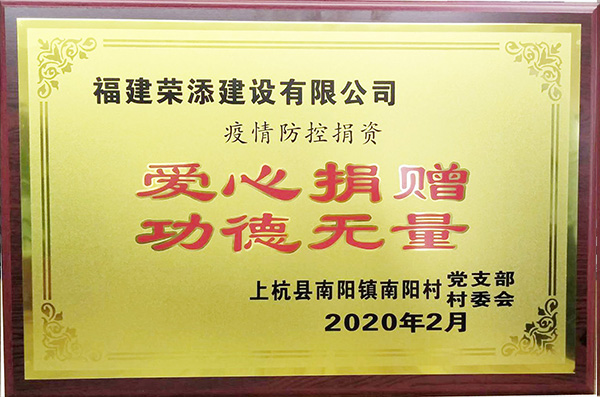 福建荣添建设有限公司
疫情防控捐资
爱心捐赠
功德无量
上杭县南阳镇南阳村党支部
村委会
2020年2月